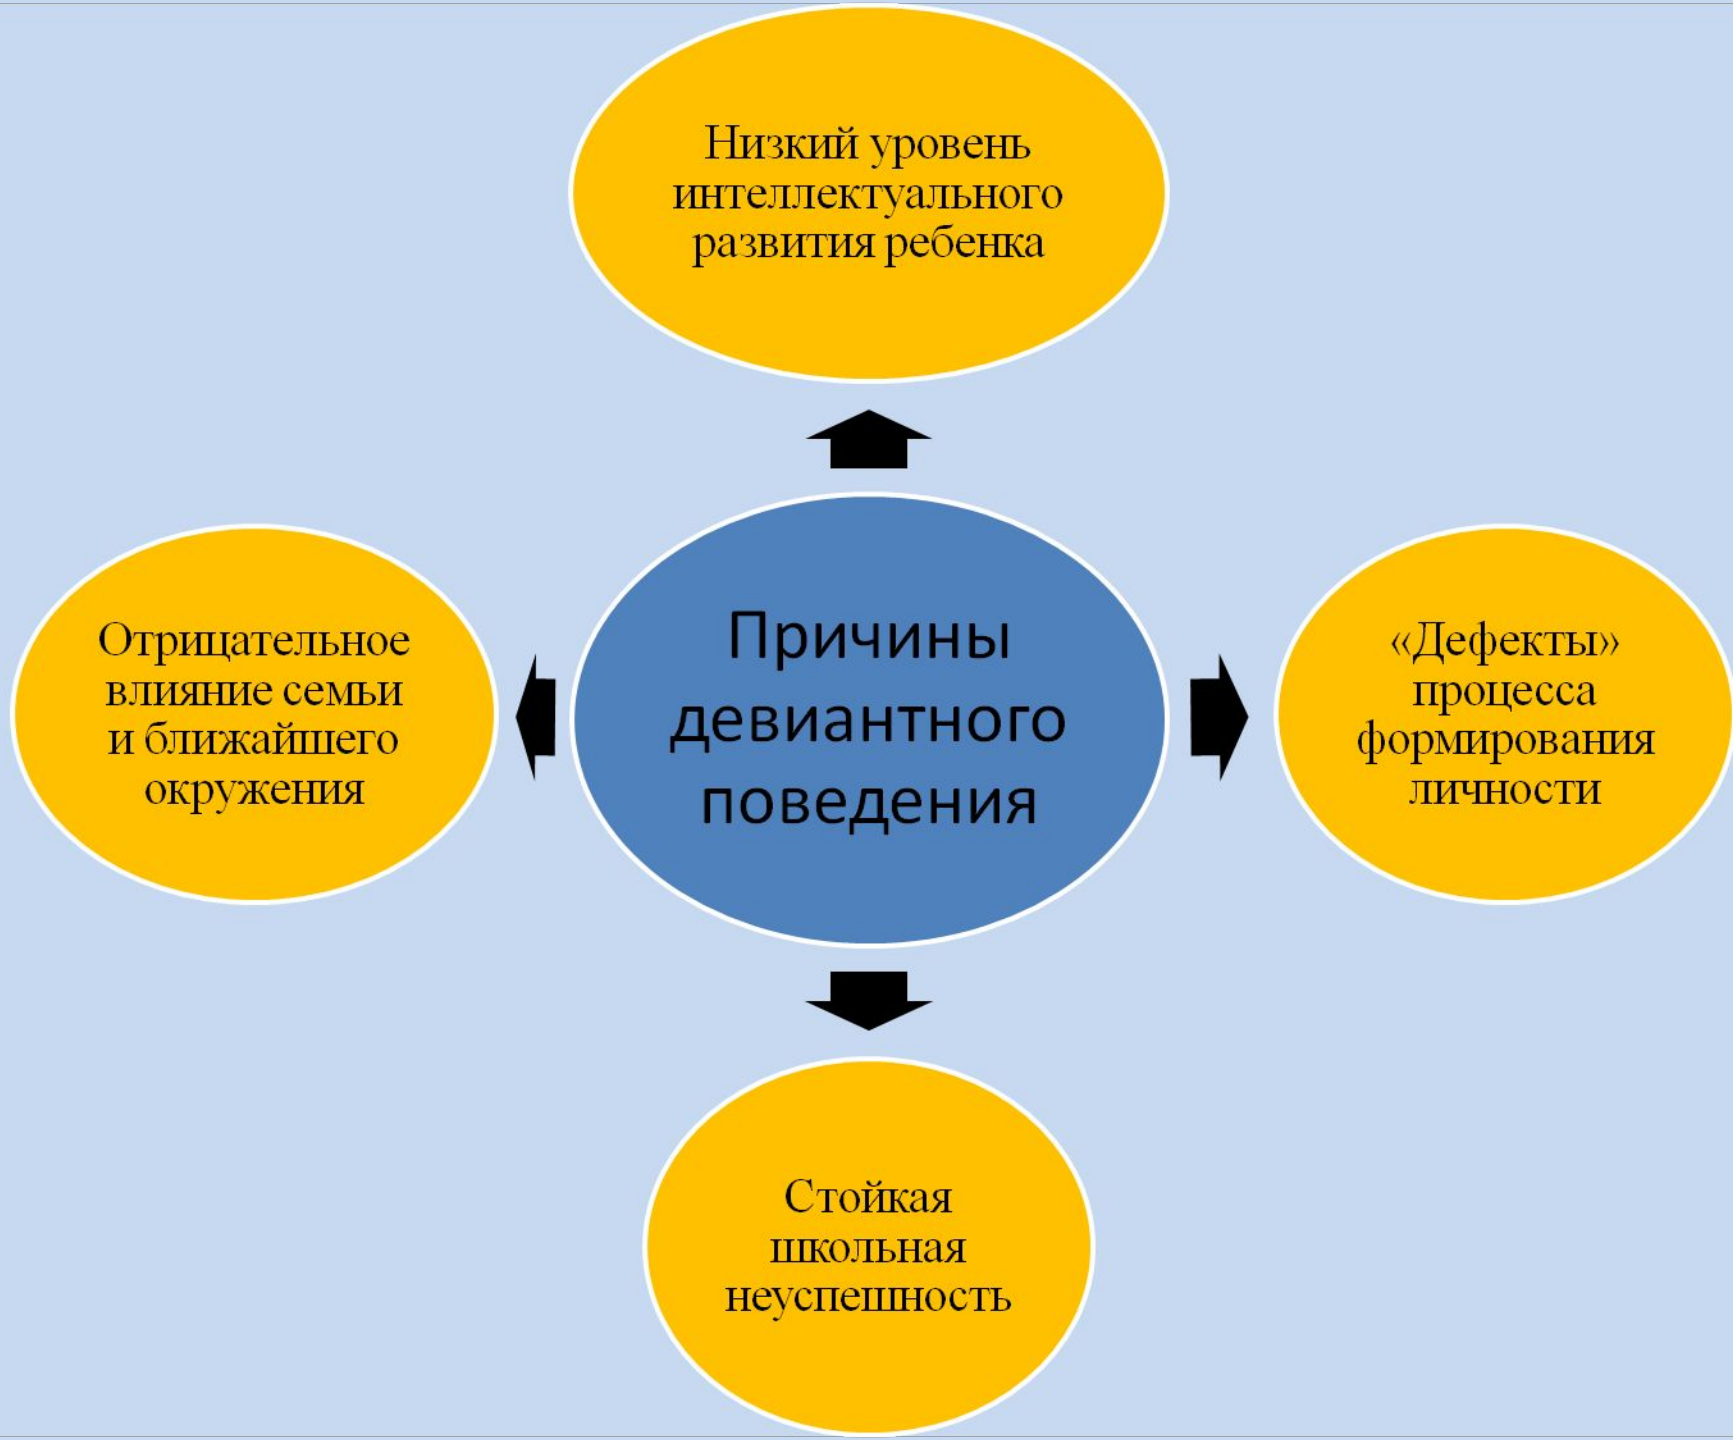 Низкий уровень
интеллектуального
развития ребенка
Отрицательное
влияние семьи
и ближайшего
окружения
Причины
девиантного
поведения
«Дефекты»
процесса
формирования
личности
Стойкая
школьная
неуспешность